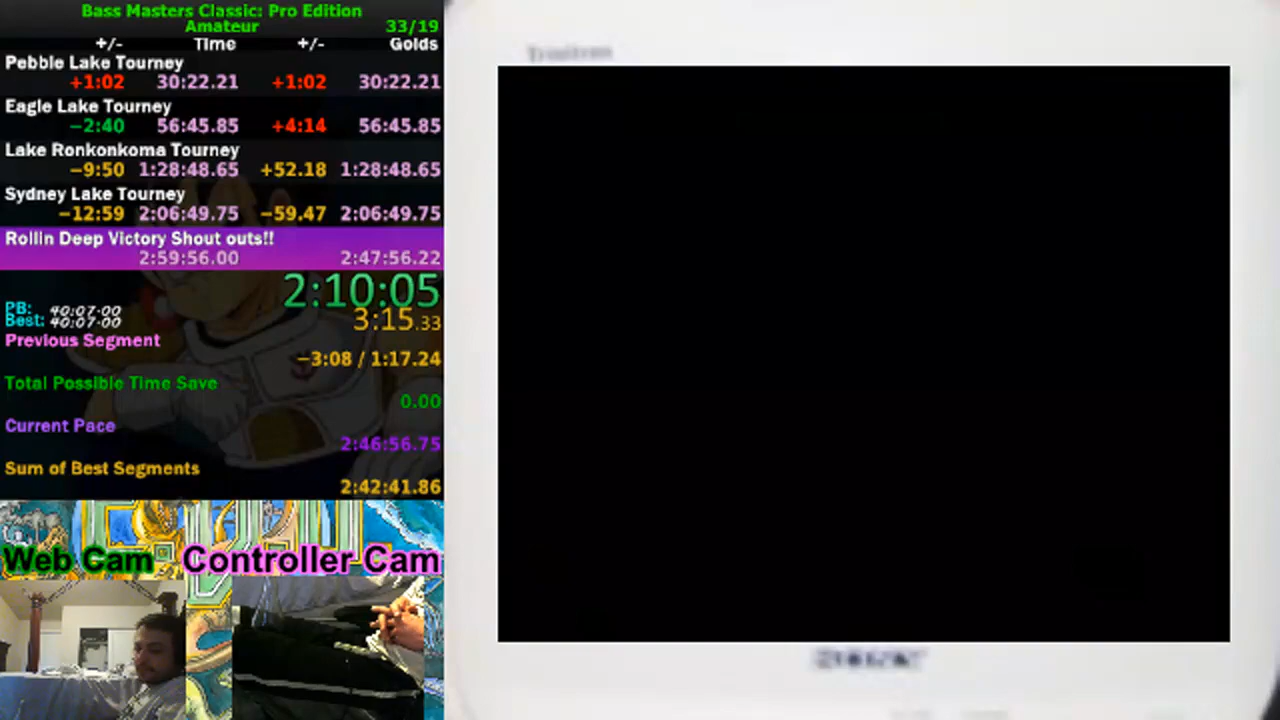 Bass Masters Classic: Pro Edition
Amateur 33/19
+/- Time +/- Golds
Pebble Lake Tourney
+1:02 30:22.21 +1:02 30:22.21
Eagle Lake Tourney
−2:40 56:45.85 +4:14 56:45.85
Lake Ronkonkoma Tourney
−9:50 1:28:48.65 +52.18 1:28:48.65
Sydney Lake Tourney
−12:59 2:06:49.75 −59.47 2:06:49.75
Rollin Deep Victory Shout outs!!
2:59:56.00 2:47:56.22
2:10:05
PB: 40:07.00
3:15.33
Best: 40:07.00
Previous Segment
−3:08 / 1:17.24
Total Possible Time Save
0.00
Current Pace
2:46:56.75
Sum of Best Segments
2:42:41.86
Web Cam Controller Cam